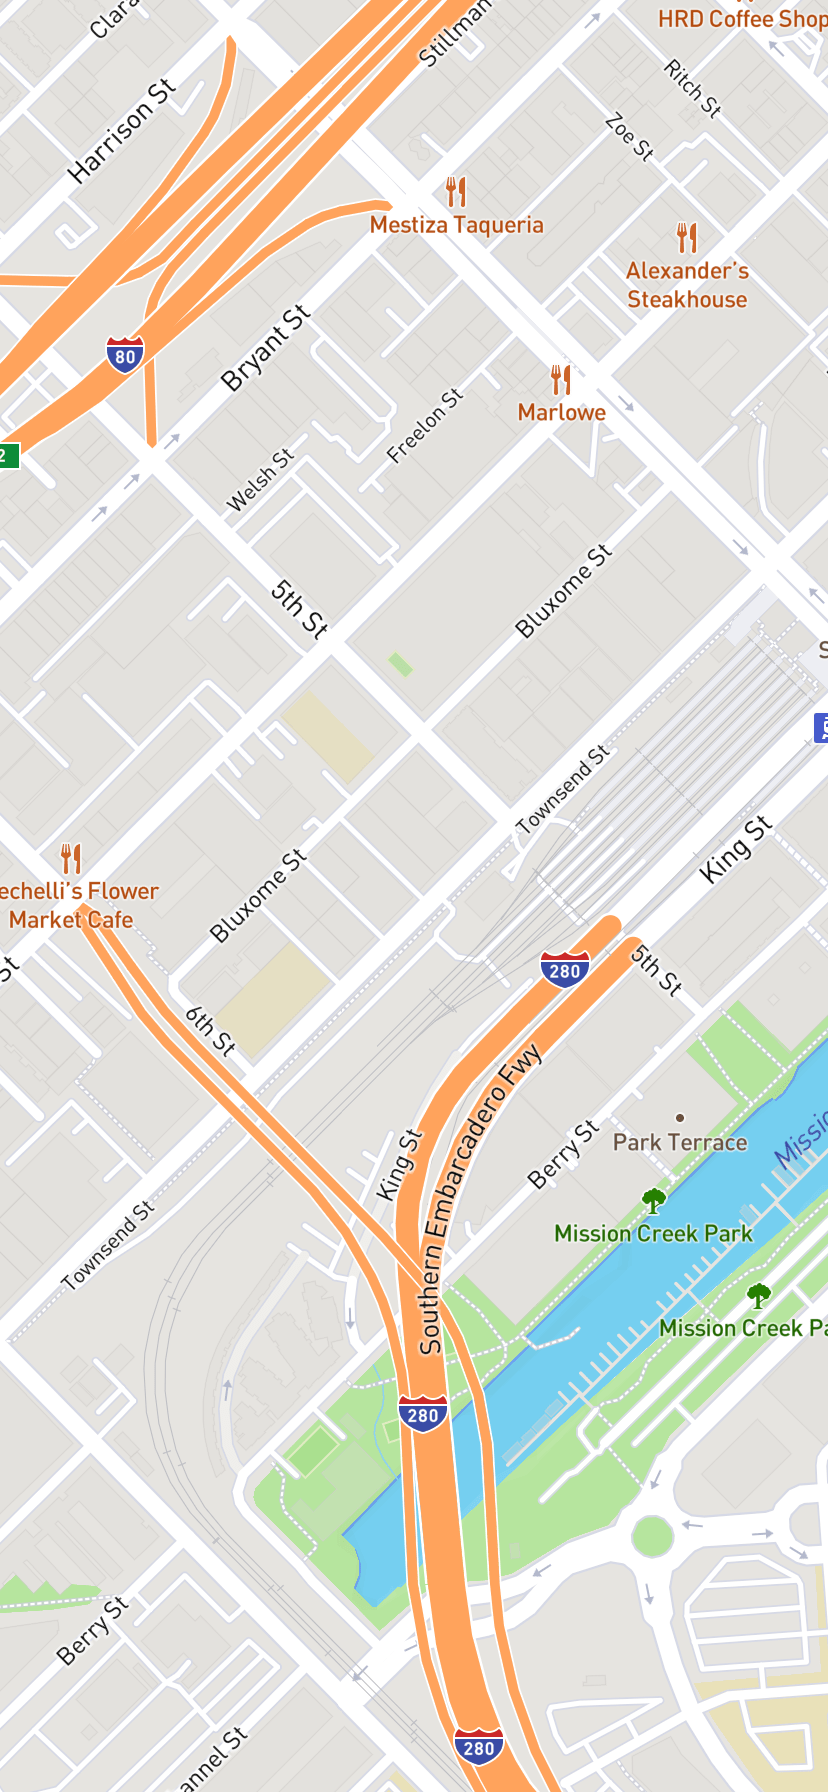 Clara
HRD Coffee Shop
Stillman
Ritch St
Harrison St
Zoe St
Mestiza Taqueria
Alexander's
Steakhouse
80
Bryant St
Marlowe
Freelon St
2
Welsh St
Bluxome St
5th St
S
Townsend St
King St
echelli's Flower
Market Cafe
Bluxome St
St
280
5th St
6th St
Southern Embarcadero Fwy
King St
Berry St
Park Terrace
Missio
Mission Creek Park
Townsend St
Mission Creek Pa
280
Berry St
annel St
280